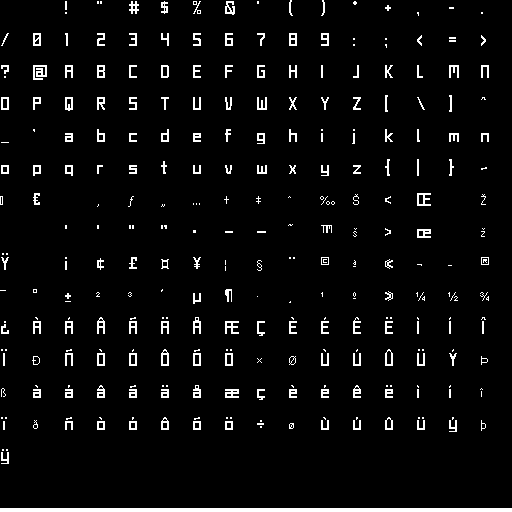 ! " # $ % & ' ( ) * + , - .
/ 0 1 2 3 4 5 6 7 8 9 : ; < = >
? @ A B C D E F G H I J K L M N
O P Q R S T U V W X Y Z [ \ ] ^
_ ` a b c d e f g h i j k l m n
o p q r s t u v w x y z { | } ~
€ ‚ ƒ „ … † ‡ ˆ ‰ Š ‹ Œ Ž
‘ ’ “ ” • – — ˜ ™ š › œ ž
Ÿ ¡ ¢ £ ¤ ¥ ¦ § ¨ © ª « ¬ - ®
¯ ° ± ² ³ ´ µ ¶ · ¸ ¹ º » ¼ ½ ¾
¿ À Á Â Ã Ä Å Æ Ç È É Ê Ë Ì Í Î
Ï Ð Ñ Ò Ó Ô Õ Ö × Ø Ù Ú Û Ü Ý Þ
ß à á â ã ä å æ ç è é ê ë ì í î
ï ð ñ ò ó ô õ ö ÷ ø ù ú û ü ý þ
ÿ